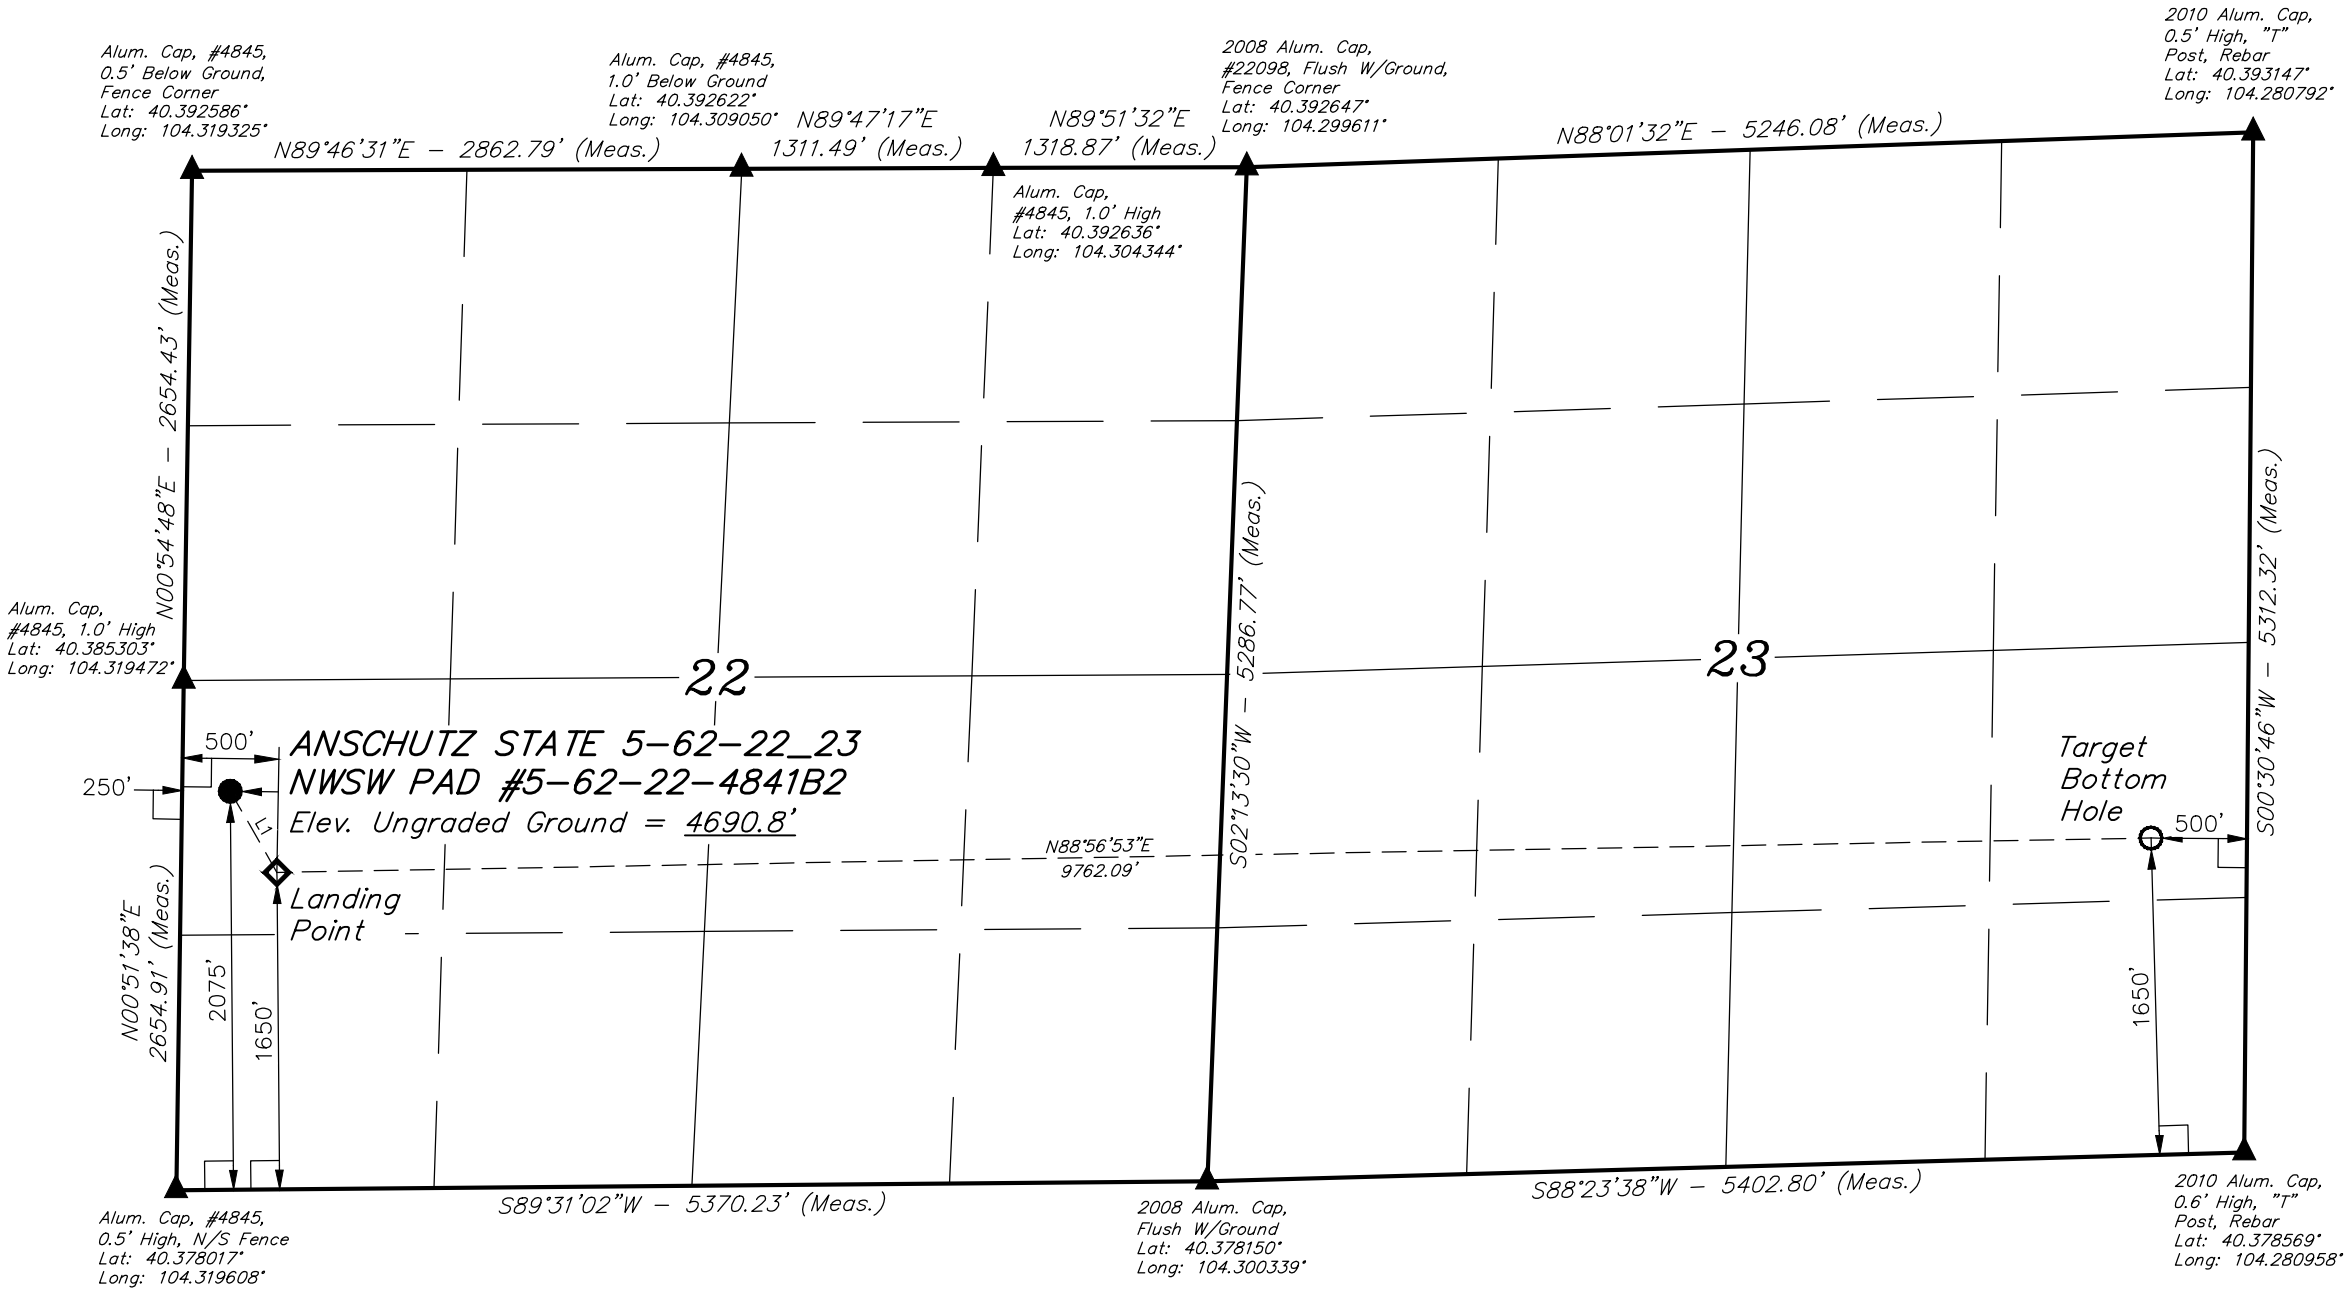 Alum. Cap, #4845,
0.5' Below Ground,
Fence Corner
Lat: 40.392586°
Long: 104.319325°
Alum. Cap, #4845,
1.0' Below Ground
Lat: 40.392622°
Long: 104.309050°
2008 Alum. Cap,
#22098, Flush W/Ground,
Fence Corner
Lat: 40.392647°
Long: 104.299611°
2010 Alum. Cap,
0.5' High, "T"
Post, Rebar
Lat: 40.393147°
Long: 104.280792°
N89°46'31"E - 2862.79' (Meas.)
N89°47'17"E
1311.49' (Meas.)
N89°51'32"E
1318.87' (Meas.)
N88°01'32"E - 5246.08' (Meas.)
Alum. Cap,
#4845, 1.0' High
Lat: 40.392636°
Long: 104.304344°
N00°54'48"E - 2654.43' (Meas.)
S02°13'30"W - 5286.77' (Meas.)
S00°30'46"W - 5312.32' (Meas.)
Alum. Cap,
#4845, 1.0' High
Lat: 40.385303°
Long: 104.319472°
22
23
500'
250'
ANSCHUTZ STATE 5-62-22_23
NWSW PAD #5-62-22-4841B2
Elev. Ungraded Ground = 4690.8'
L1
Landing
Point
N88°56'53"E
9762.09'
Target
Bottom
Hole
500'
N00°51'38"E
2654.91' (Meas.)
2075'
1650'
1650'
S89°31'02"W - 5370.23' (Meas.)
S88°23'38"W - 5402.80' (Meas.)
Alum. Cap, #4845,
0.5' High, N/S Fence
Lat: 40.378017°
Long: 104.319608°
2008 Alum. Cap,
Flush W/Ground
Lat: 40.378150°
Long: 104.300339°
2010 Alum. Cap,
0.6' High, "T"
Post, Rebar
Lat: 40.378569°
Long: 104.280958°